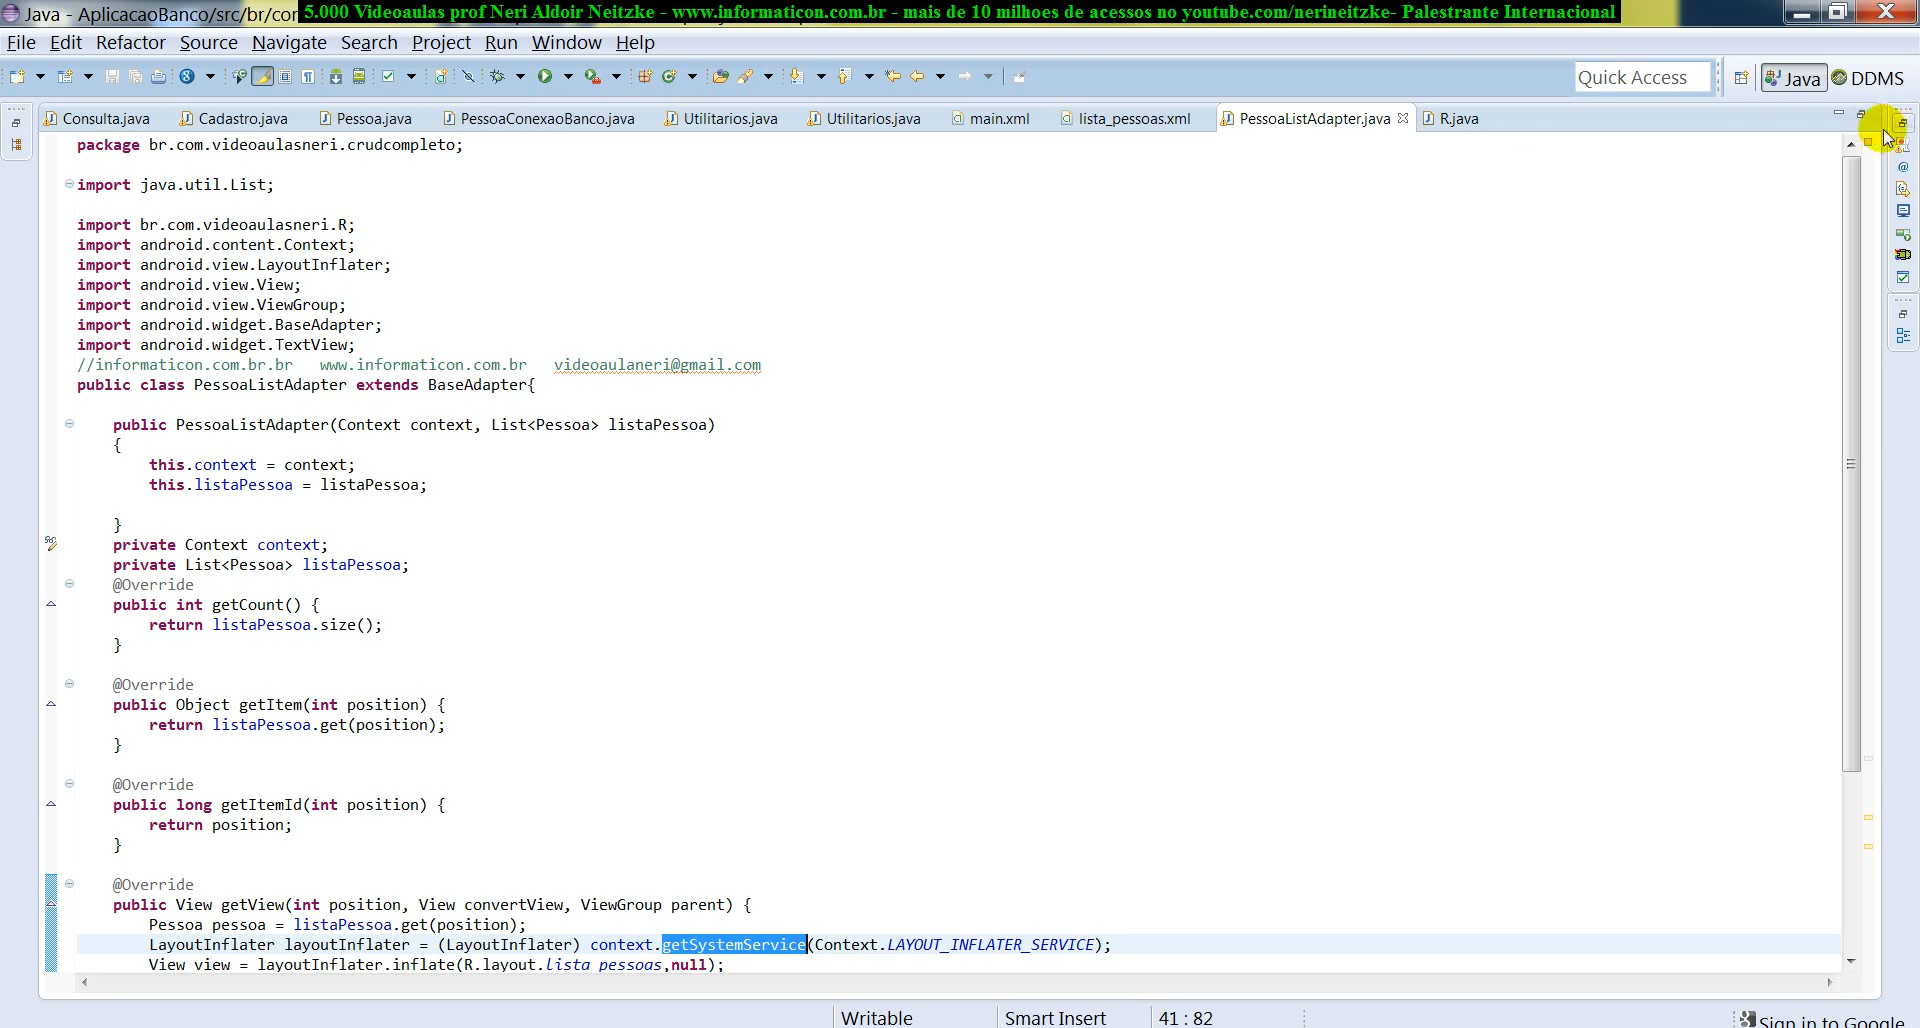 Java - AplicacaoBanco/src/br/con
5.000 Videoaulas prof Neri Aldoir Neitzke - www.informaticon.com.br - mais de 10 milhoes de acessos no youtube.com/nerineitzke- Palestrante Internacional
File Edit Refactor Source Navigate Search Project Run Window Help
Quick Access Java DDMS
Consulta.java Cadastro.java Pessoa.java PessoaConexaoBanco.java Utilitarios.java Utilitarios.java main.xml lista_pessoas.xml PessoaListAdapter.java R.java
package br.com.videoaulasneri.crudcompleto;
import java.util.List;
import br.com.videoaulasneri.R;
import android.content.Context;
import android.view.LayoutInflater;
import android.view.View;
import android.view.ViewGroup;
import android.widget.BaseAdapter;
import android.widget.TextView;
//informaticon.com.br.br www.informaticon.com.br videoaulaneri@gmail.com
public class PessoaListAdapter extends BaseAdapter{
public PessoaListAdapter(Context context, List<Pessoa> listaPessoa)
{
this.context = context;
this.listaPessoa = listaPessoa;
}
private Context context;
private List<Pessoa> listaPessoa;
@Override
public int getCount() {
return listaPessoa.size();
}
@Override
public Object getItem(int position) {
return listaPessoa.get(position);
}
@Override
public long getItemId(int position) {
return position;
}
@Override
public View getView(int position, View convertView, ViewGroup parent) {
Pessoa pessoa = listaPessoa.get(position);
LayoutInflater layoutInflater = (LayoutInflater) context.getSystemService(Context.LAYOUT_INFLATER_SERVICE);
View view = layoutInflater.inflate(R.layout.lista_pessoas,null);
Writable Smart Insert 41 : 82 Sign in to Google